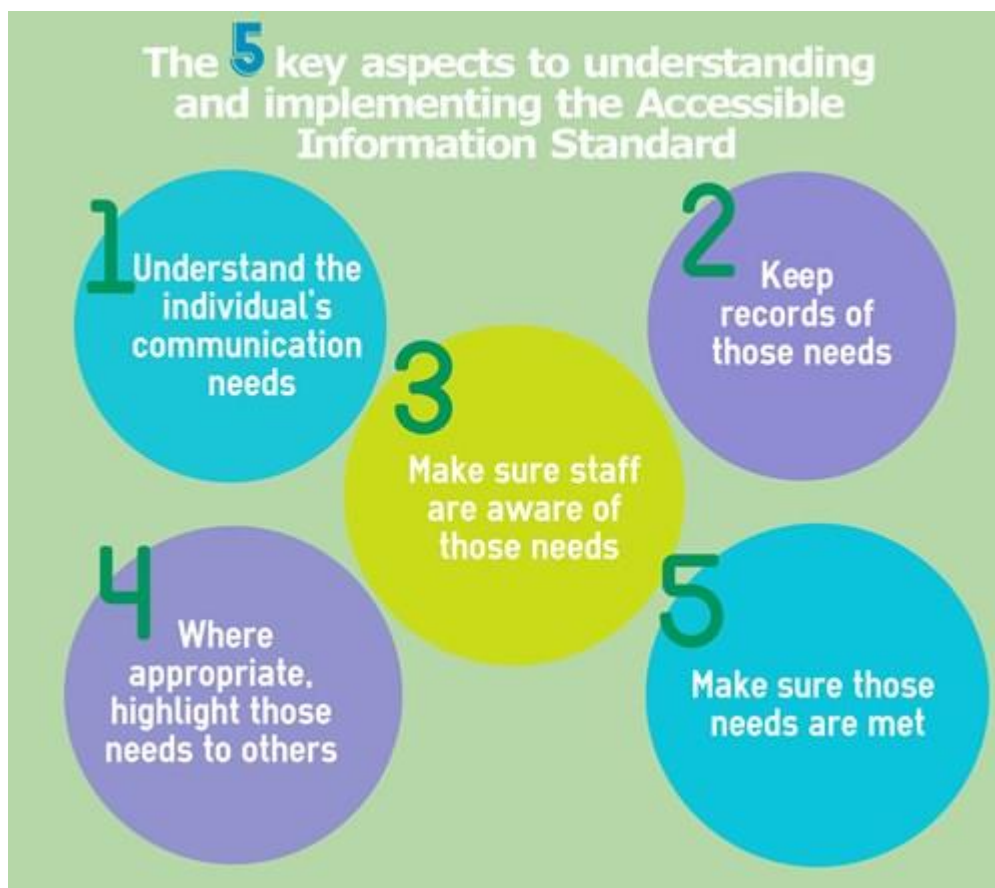 The 5 key aspects to understanding
and implementing the Accessible
Information Standard
1
Understand the
individual's
communication
needs
2
Keep
records of
those needs
3
Make sure staff
are aware of
those needs
4
Where
appropriate,
highlight those
needs to others
5
Make sure those
needs are met